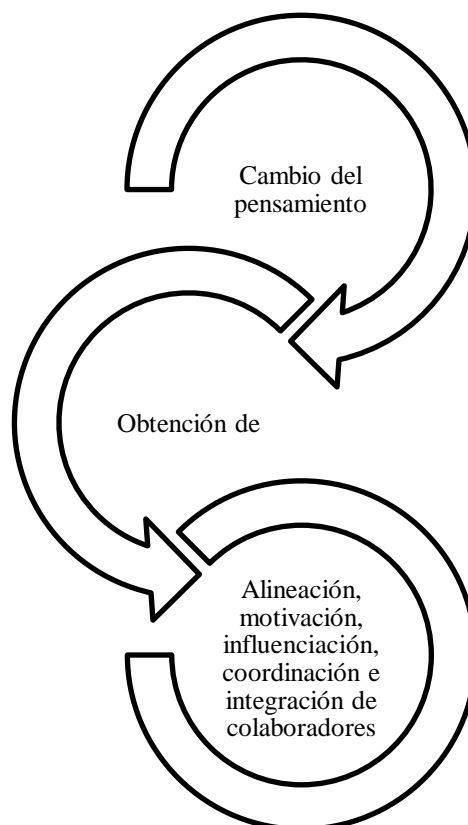 Cambio del
pensamiento
Obtención de
Alineación,
motivación,
influenciación,
coordinación e
integración de
colaboradores